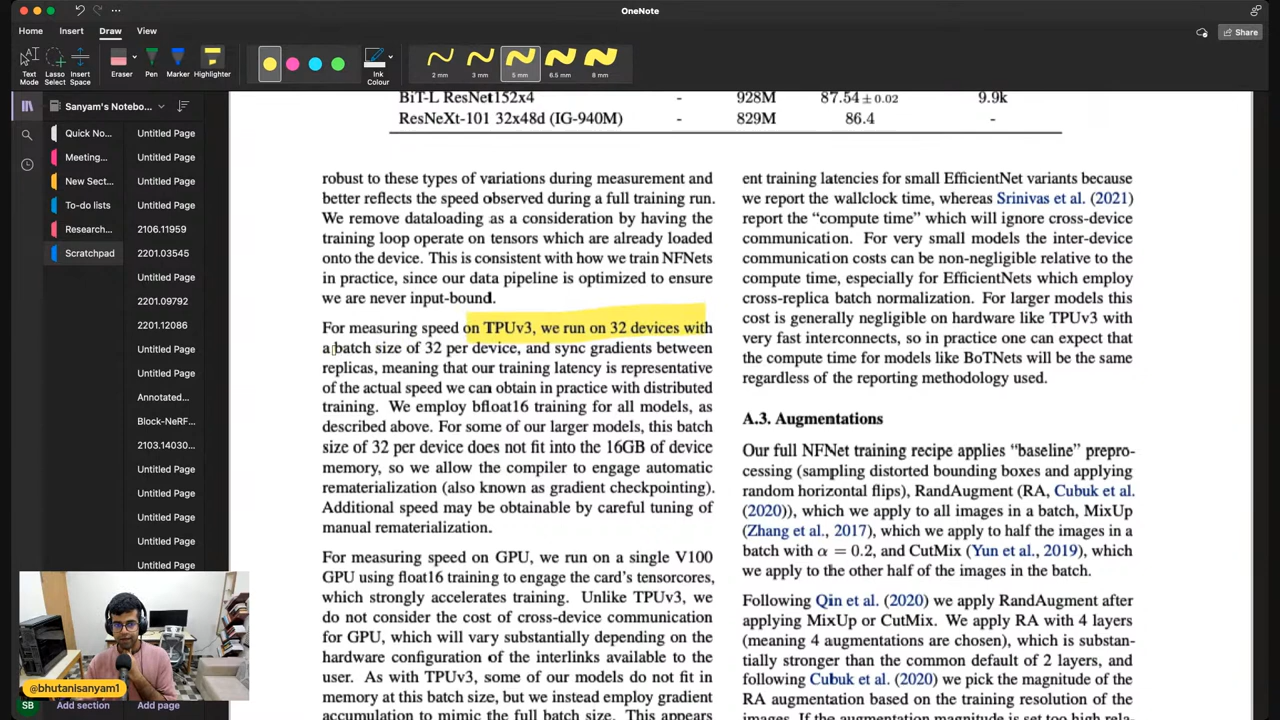 OneNote
Home
Insert
Draw
View
Share
Text Mode
Lasso Select
Insert Space
Eraser
Pen
Marker
Highlighter
Ink Colour
2 mm
3 mm
5 mm
6.5 mm
8 mm
Sanyam's Notebo...
Quick No...
Meeting...
New Sect...
To-do lists
Research...
Scratchpad
Untitled Page
Untitled Page
Untitled Page
Untitled Page
2106.11959
2201.03545
Untitled Page
2201.09792
2201.12086
Untitled Page
Untitled Page
Annotated...
Block-NeRF...
2103.14030...
Untitled Page
Untitled Page
Untitled Page
Untitled Page
Untitled Page
@bhutanisanyam1
SB
Add section
Add page
BiT-L ResNet152x4 - 928M 87.54 ± 0.02 9.9k
ResNeXt-101 32x48d (IG-940M) - 829M 86.4 -
robust to these types of variations during measurement and
better reflects the speed observed during a full training run.
We remove dataloading as a consideration by having the
training loop operate on tensors which are already loaded
onto the device. This is consistent with how we train NFNets
in practice, since our data pipeline is optimized to ensure
we are never input-bound.
For measuring speed on TPUv3, we run on 32 devices with
a batch size of 32 per device, and sync gradients between
replicas, meaning that our training latency is representative
of the actual speed we can obtain in practice with distributed
training. We employ bfloat16 training for all models, as
described above. For some of our larger models, this batch
size of 32 per device does not fit into the 16GB of device
memory, so we allow the compiler to engage automatic
rematerialization (also known as gradient checkpointing).
Additional speed may be obtainable by careful tuning of
manual rematerialization.
For measuring speed on GPU, we run on a single V100
GPU using float16 training to engage the card's tensorcores,
which strongly accelerates training. Unlike TPUv3, we
do not consider the cost of cross-device communication
for GPU, which will vary substantially depending on the
hardware configuration of the interlinks available to the
user. As with TPUv3, some of our models do not fit in
memory at this batch size, but we instead employ gradient
accumulation to mimic the full batch size. This appears
ent training latencies for small EfficientNet variants because
we report the wallclock time, whereas Srinivas et al. (2021)
report the “compute time” which will ignore cross-device
communication. For very small models the inter-device
communication costs can be non-negligible relative to the
compute time, especially for EfficientNets which employ
cross-replica batch normalization. For larger models this
cost is generally negligible on hardware like TPUv3 with
very fast interconnects, so in practice one can expect that
the compute time for models like BoTNets will be the same
regardless of the reporting methodology used.
A.3. Augmentations
Our full NFNet training recipe applies “baseline” prepro-
cessing (sampling distorted bounding boxes and applying
random horizontal flips), RandAugment (RA, Cubuk et al.
(2020)), which we apply to all images in a batch, MixUp
(Zhang et al., 2017), which we apply to half the images in a
batch with α = 0.2, and CutMix (Yun et al., 2019), which
we apply to the other half of the images in the batch.
Following Qin et al. (2020) we apply RandAugment after
applying MixUp or CutMix. We apply RA with 4 layers
(meaning 4 augmentations are chosen), which is substan-
tially stronger than the common default of 2 layers, and
following Cubuk et al. (2020) we pick the magnitude of the
RA augmentation based on the training resolution of the
images. If the augmentation magnitude is set too high rela-